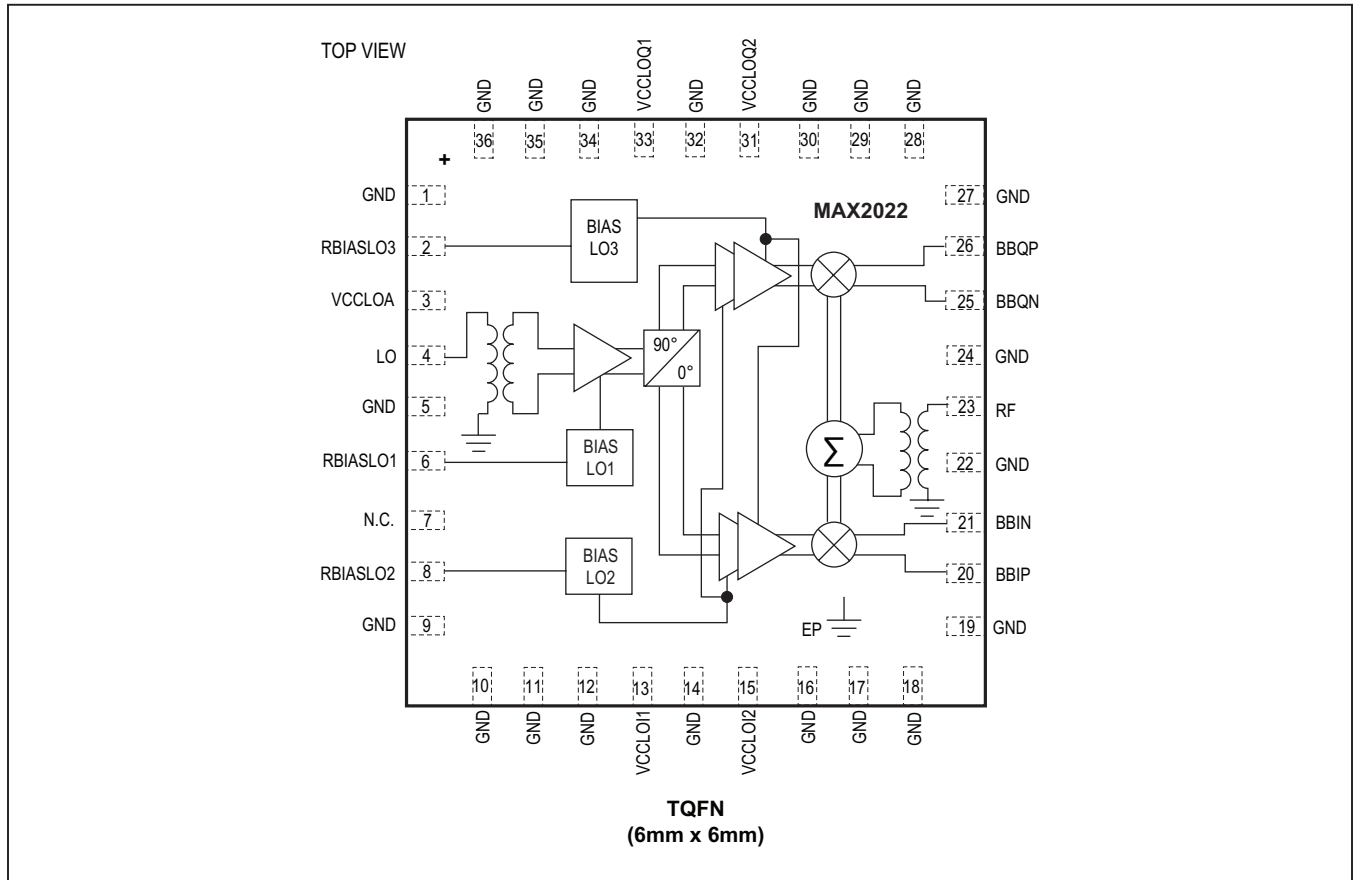 TOP VIEW
GND
GND
GND
VCCLOQ1
GND
VCCLOQ2
GND
GND
GND
36
35
34
33
32
31
30
29
28
+
MAX2022
GND 1
RBIASLO3 2
VCCLOA 3
LO 4
GND 5
RBIASLO1 6
N.C. 7
RBIASLO2 8
GND 9
BIAS
LO3
90°
0°
BIAS
LO1
Σ
BIAS
LO2
EP
27 GND
26 BBQP
25 BBQN
24 GND
23 RF
22 GND
21 BBIN
20 BBIP
19 GND
10
11
12
13
14
15
16
17
18
GND
GND
GND
VCCLOI1
GND
VCCLOI2
GND
GND
GND
TQFN
(6mm x 6mm)